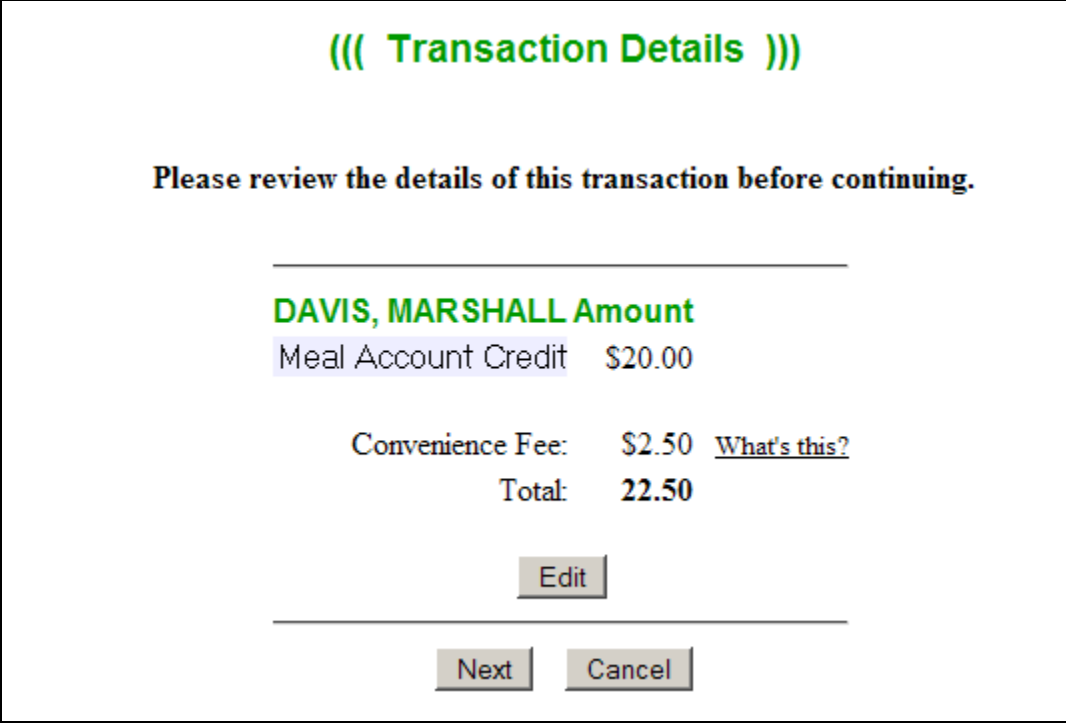 ((( Transaction Details )))
Please review the details of this transaction before continuing.
DAVIS, MARSHALL Amount
Meal Account Credit $20.00
Convenience Fee: $2.50 What's this?
Total: 22.50
Edit
Next Cancel